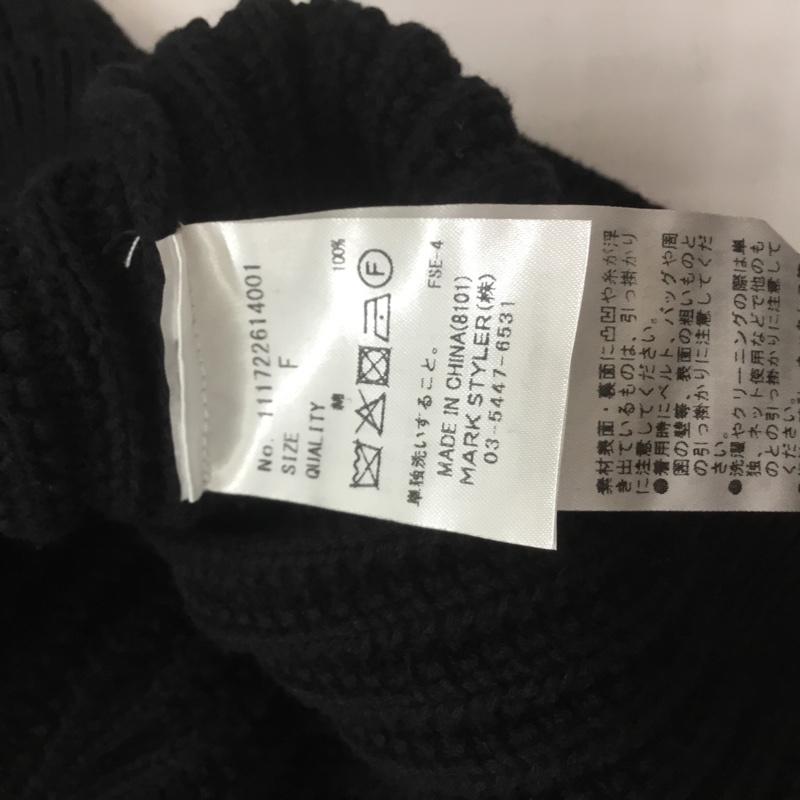 No. 111722614001
SIZE F
QUALITY
綿 100%
F
FSE-4
単独洗いすること。
MADE IN CHINA(8101)
MARK STYLER(株)
03-5447-6531
素材表面・裏面に凸凹や糸が浮
き出ているものは、引っ掛かり
に注意してください。
●着用時にベルト、バッグや周
囲の壁等、表面の粗いものと
の引っ掛かりに注意してくだ
さい。
●洗濯やクリーニングの際は単
独、ネット使用などで他のも
のとの引っ掛かりに注意して
ください。